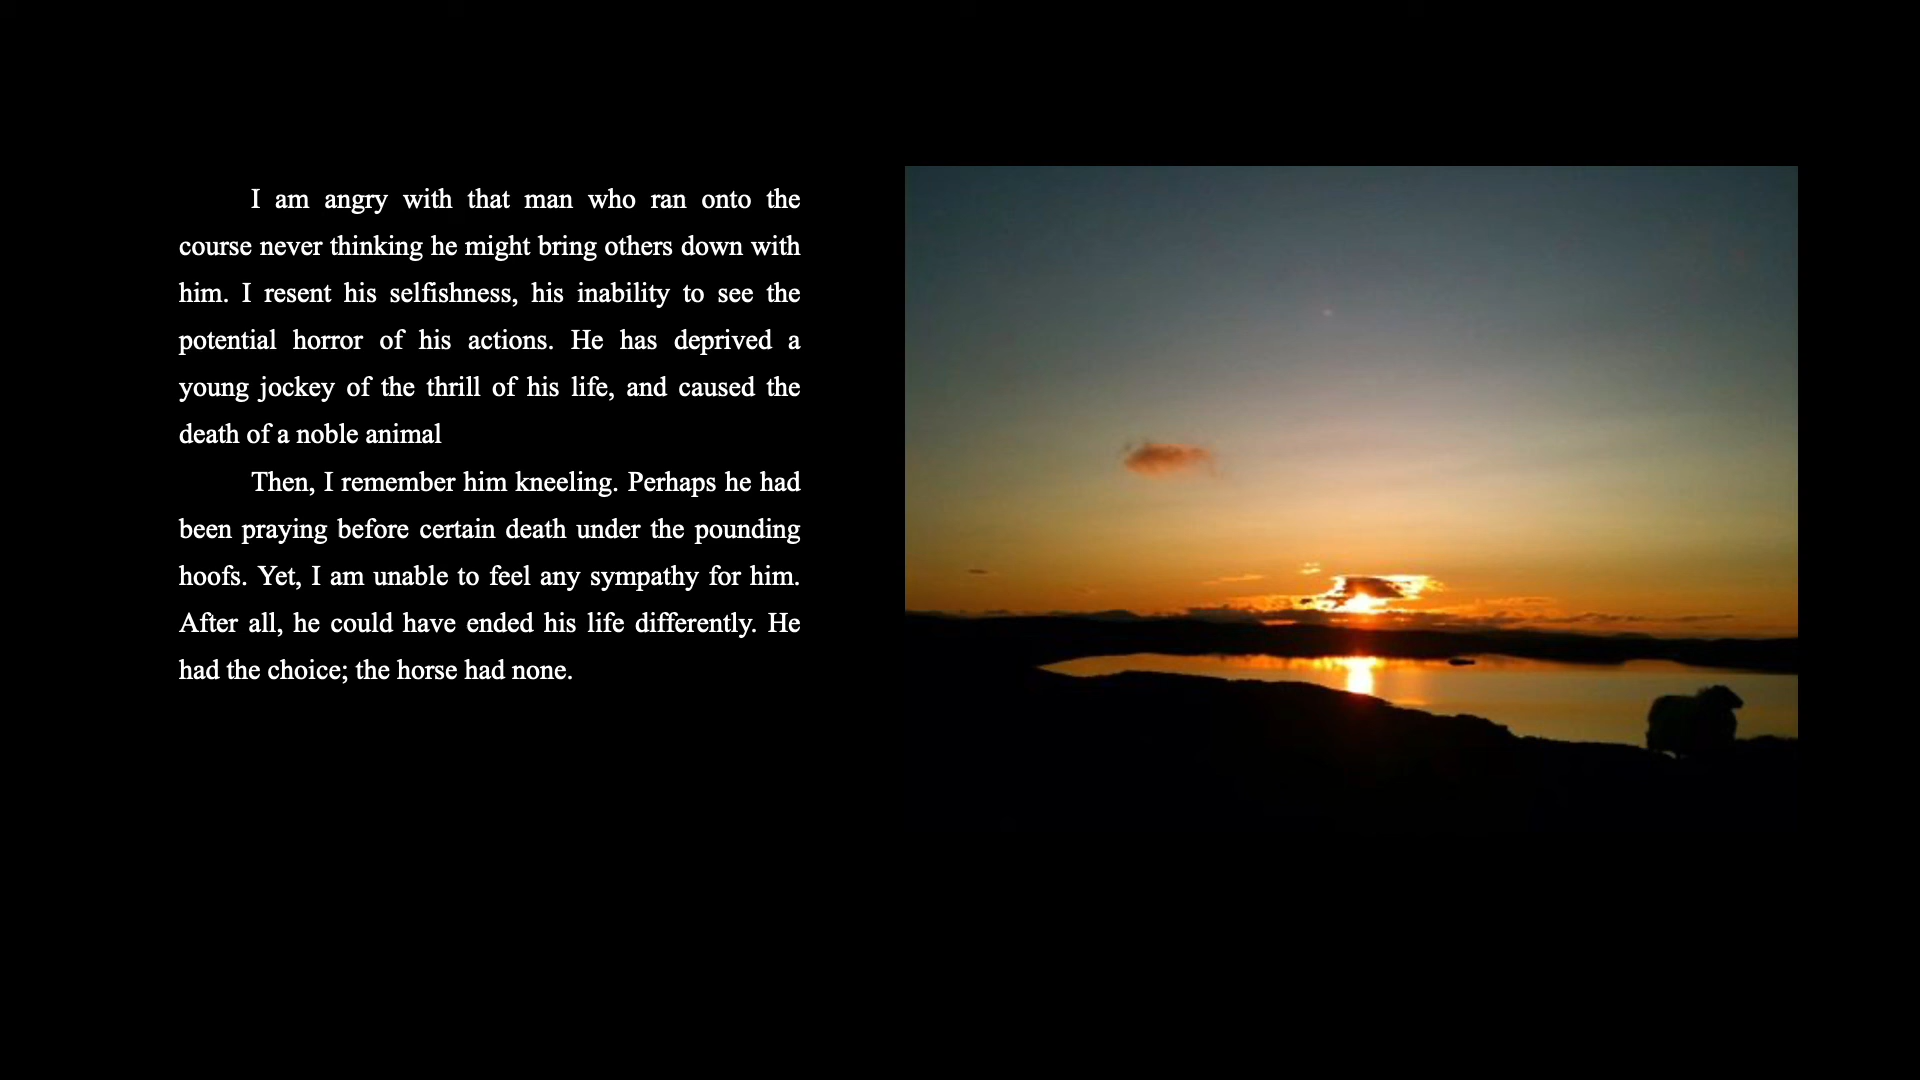 I am angry with that man who ran onto the
course never thinking he might bring others down with
him. I resent his selfishness, his inability to see the
potential horror of his actions. He has deprived a
young jockey of the thrill of his life, and caused the
death of a noble animal
Then, I remember him kneeling. Perhaps he had
been praying before certain death under the pounding
hoofs. Yet, I am unable to feel any sympathy for him.
After all, he could have ended his life differently. He
had the choice; the horse had none.